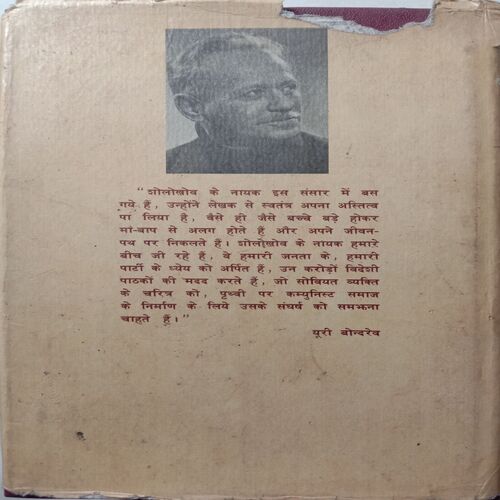 "शोलोख़ोव के नायक इस संसार में बस
गये हैं, उन्होंने लेखक से स्वतंत्र अपना अस्तित्व
पा लिया है, वैसे ही जैसे बच्चे बड़े होकर
मां-बाप से अलग होते हैं और अपने जीवन-
पथ पर निकलते हैं। शोलोख़ोव के नायक हमारे
बीच जी रहे हैं, वे हमारी जनता के, हमारी
पार्टी के ध्येय को अर्पित हैं, उन करोड़ों विदेशी
पाठकों की मदद करते हैं, जो सोवियत व्यक्ति
के चरित्र को, पृथ्वी पर कम्युनिस्ट समाज
के निर्माण के लिये उसके संघर्ष को समझना
चाहते हैं।"
यूरी बोन्दरेव